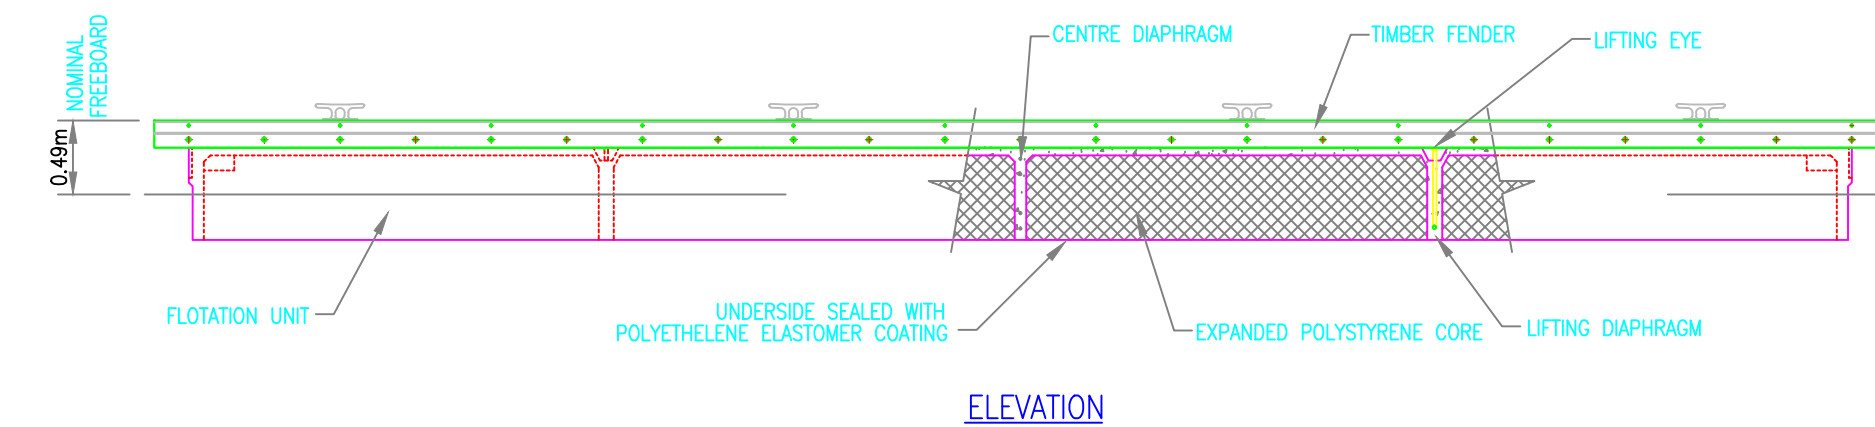 NOMINAL
FREEBOARD
0.49m
CENTRE DIAPHRAGM
TIMBER FENDER
LIFTING EYE
FLOTATION UNIT
UNDERSIDE SEALED WITH
POLYETHELENE ELASTOMER COATING
EXPANDED POLYSTYRENE CORE
LIFTING DIAPHRAGM
ELEVATION